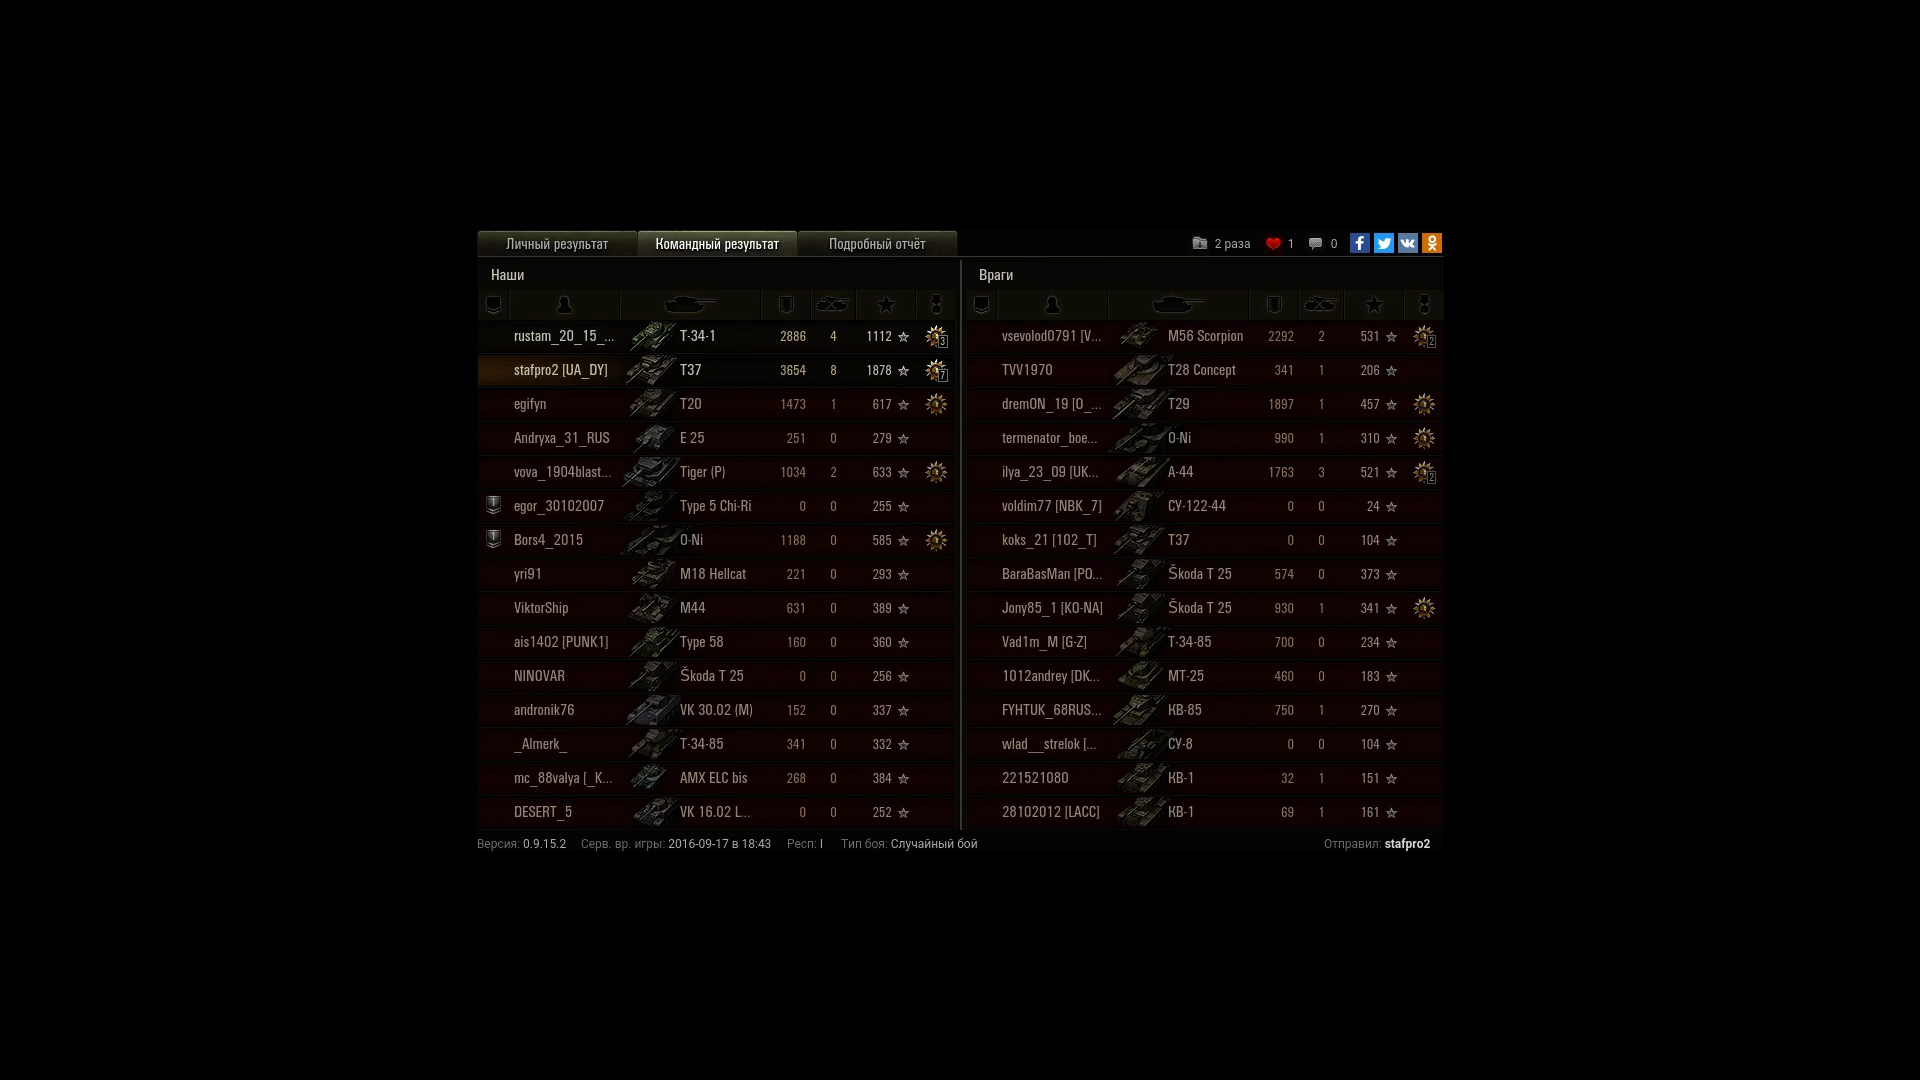 Личный результат Командный результат Подробный отчёт 2 раза 1 0
Наши Враги
rustam_20_15_... T-34-1 2886 4 1112 3 vsevolod0791 [V... M56 Scorpion 2292 2 531 2
stafpro2 [UA_DY] T37 3654 8 1878 7 TVV1970 T28 Concept 341 1 206
egifyn T20 1473 1 617 dremON_19 [O_... T29 1897 1 457
Andryxa_31_RUS E 25 251 0 279 termenator_boe... O-Ni 990 1 310
vova_1904blast... Tiger (P) 1034 2 633 ilya_23_09 [UK... А-44 1763 3 521 2
I egor_30102007 Type 5 Chi-Ri 0 0 255 voldim77 [NBK_7] СУ-122-44 0 0 24
I Bors4_2015 O-Ni 1188 0 585 koks_21 [102_T] T37 0 0 104
yri91 M18 Hellcat 221 0 293 BaraBasMan [PO... Škoda T 25 574 0 373
ViktorShip M44 631 0 389 Jony85_1 [KO-NA] Škoda T 25 930 1 341
ais1402 [PUNK1] Type 58 160 0 360 Vad1m_M [G-Z] Т-34-85 700 0 234
NINOVAR Škoda T 25 0 0 256 1012andrey [DK... МТ-25 460 0 183
andronik76 VK 30.02 (M) 152 0 337 FYHTUK_68RUS... КВ-85 750 1 270
_Almerk_ Т-34-85 341 0 332 wlad__strelok [... СУ-8 0 0 104
mc_88valya [_K... AMX ELC bis 268 0 384 221521080 КВ-1 32 1 151
DESERT_5 VK 16.02 L... 0 0 252 28102012 [LACC] КВ-1 69 1 161
Версия: 0.9.15.2 Серв. вр. игры: 2016-09-17 в 18:43 Респ: I Тип боя: Случайный бой Отправил: stafpro2